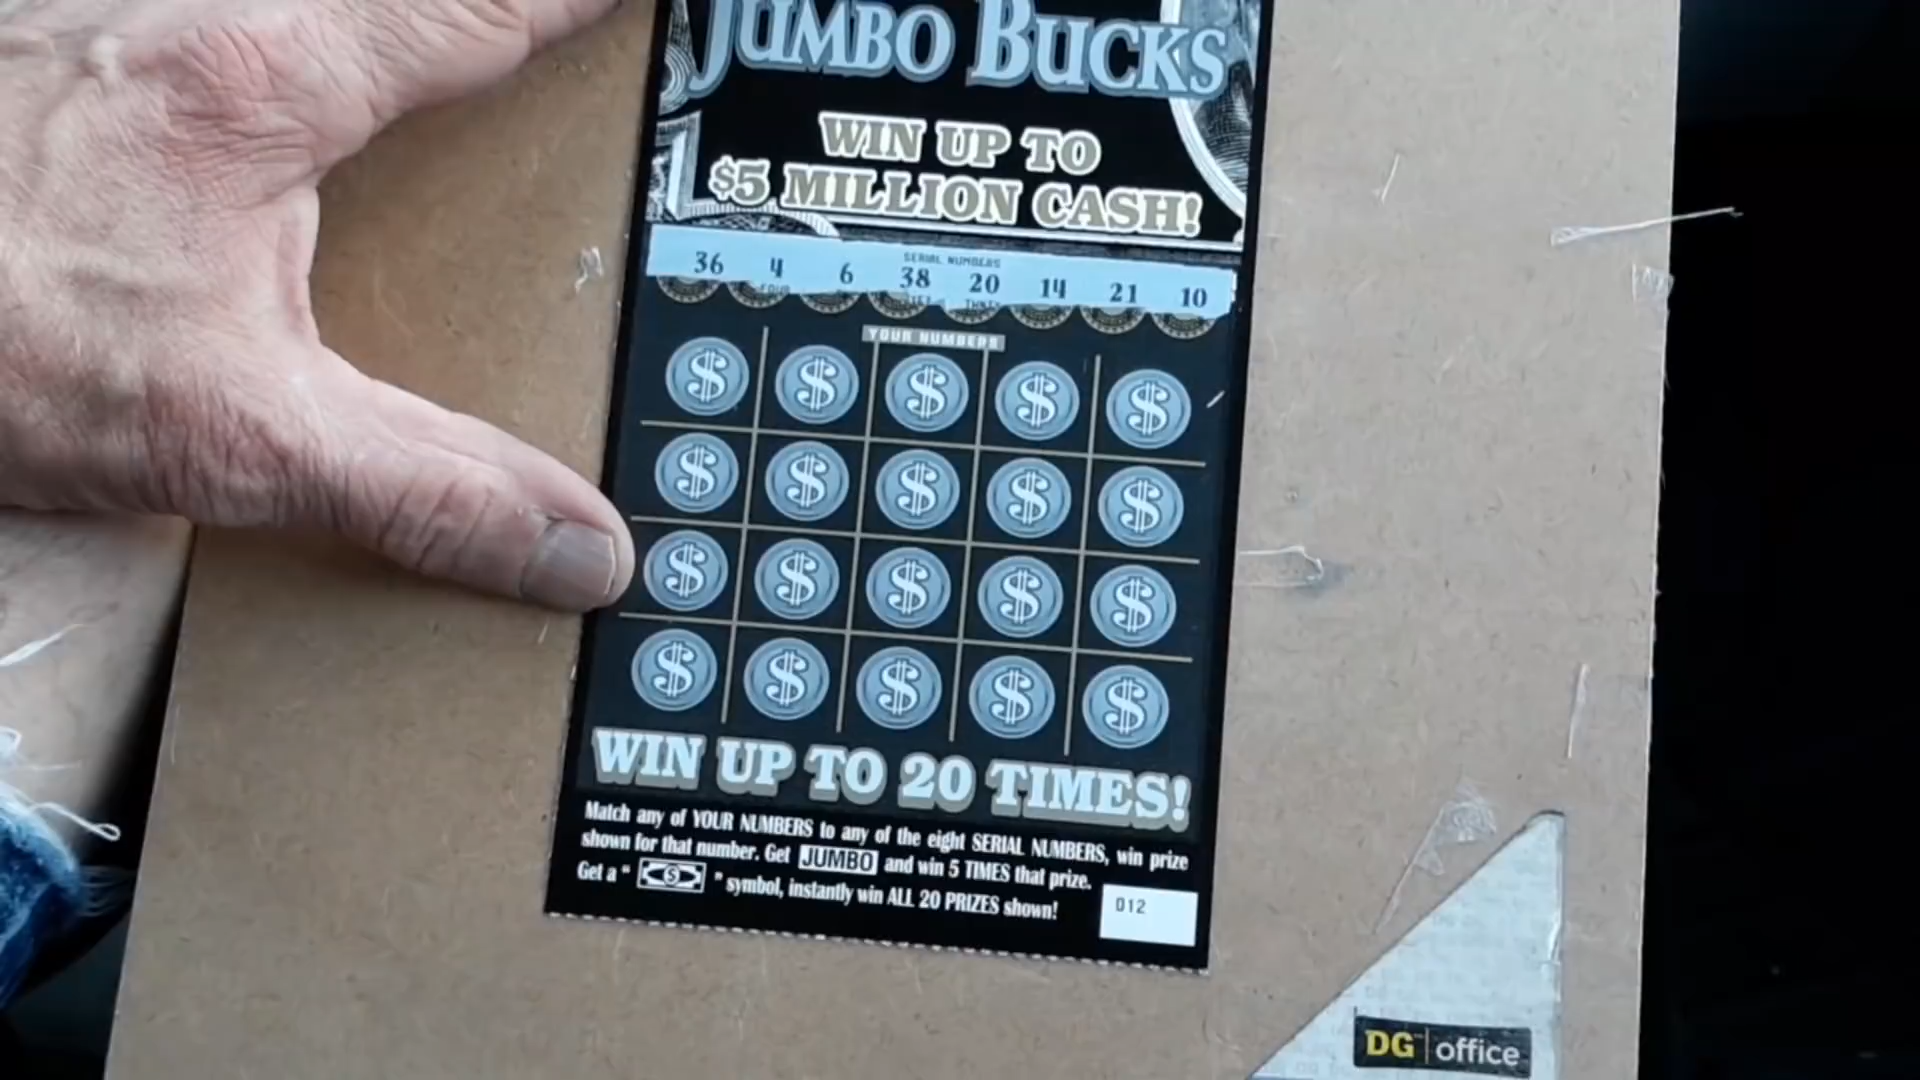 JUMBO BUCKS
WIN UP TO
$5 MILLION CASH!
SERIAL NUMBERS
36 4 6 38 20 14 21 10
FOUR
YOUR NUMBERS
$ $ $ $ $
$ $ $ $ $
$ $ $ $ $
$ $ $ $ $
WIN UP TO 20 TIMES!
Match any of YOUR NUMBERS to any of the eight SERIAL NUMBERS, win prize
shown for that number. Get JUMBO and win 5 TIMES that prize.
Get a " $ " symbol, instantly win ALL 20 PRIZES shown!
012
DG™ office